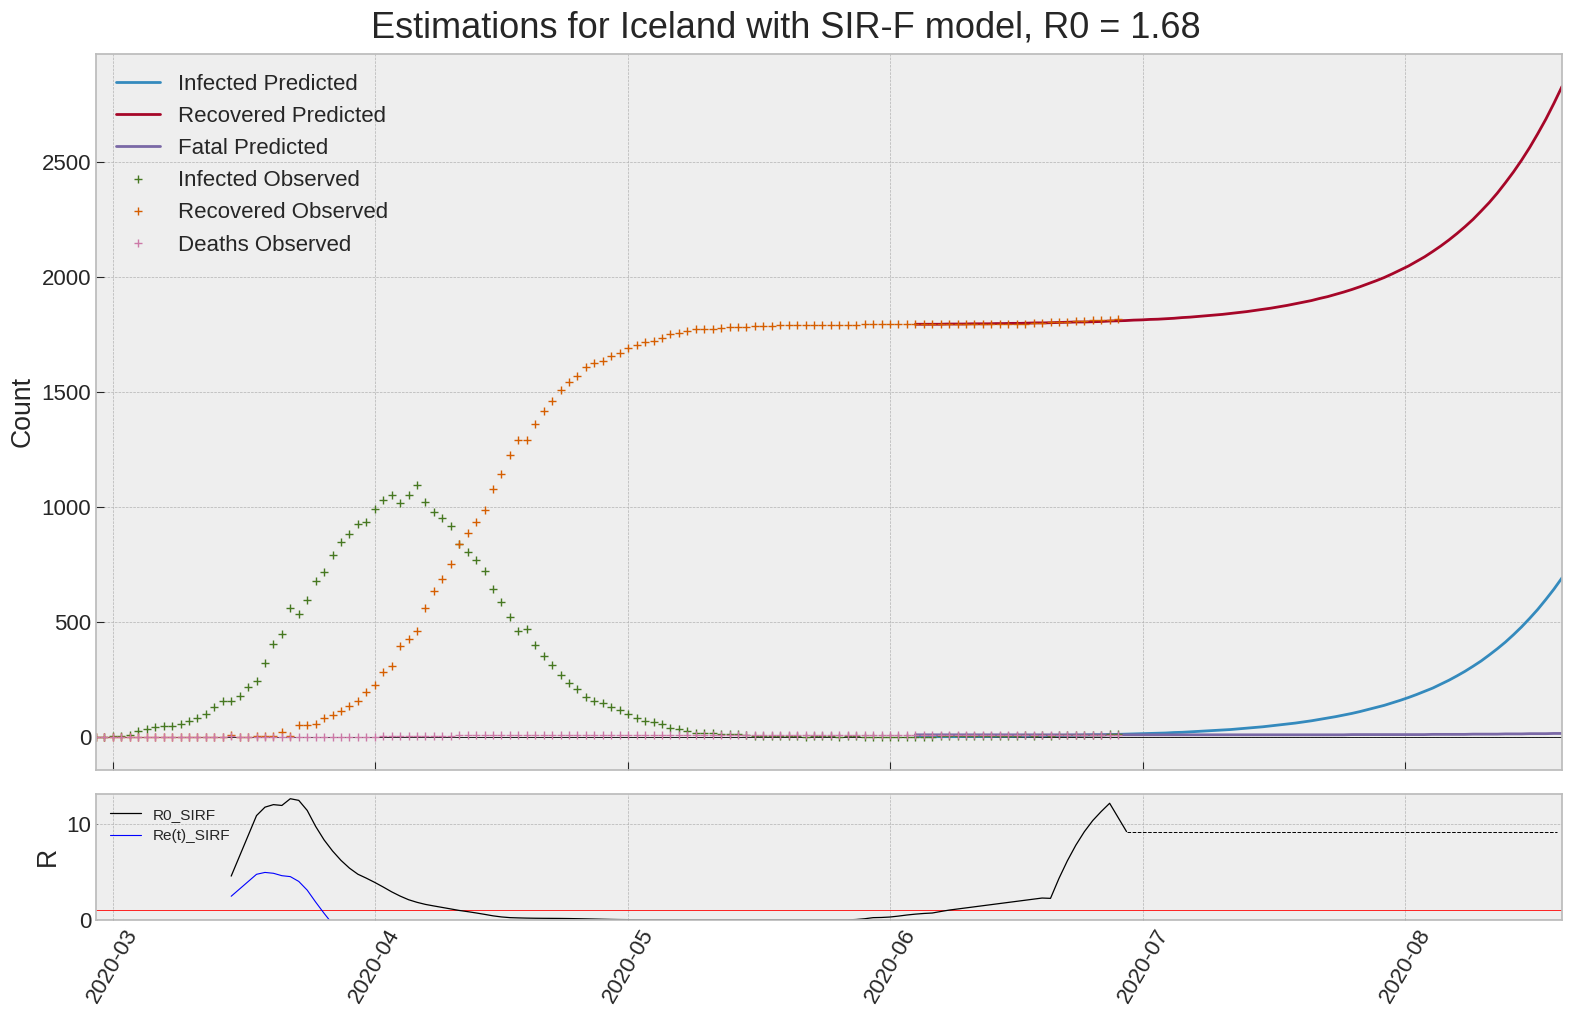 Estimations for Iceland with SIR-F model, R0 = 1.68
Infected Predicted
Recovered Predicted
Fatal Predicted
Infected Observed
Recovered Observed
Deaths Observed
2500
2000
1500
1000
500
0
Count
R0_SIRF
Re(t)_SIRF
10
0
R
2020-03
2020-04
2020-05
2020-06
2020-07
2020-08